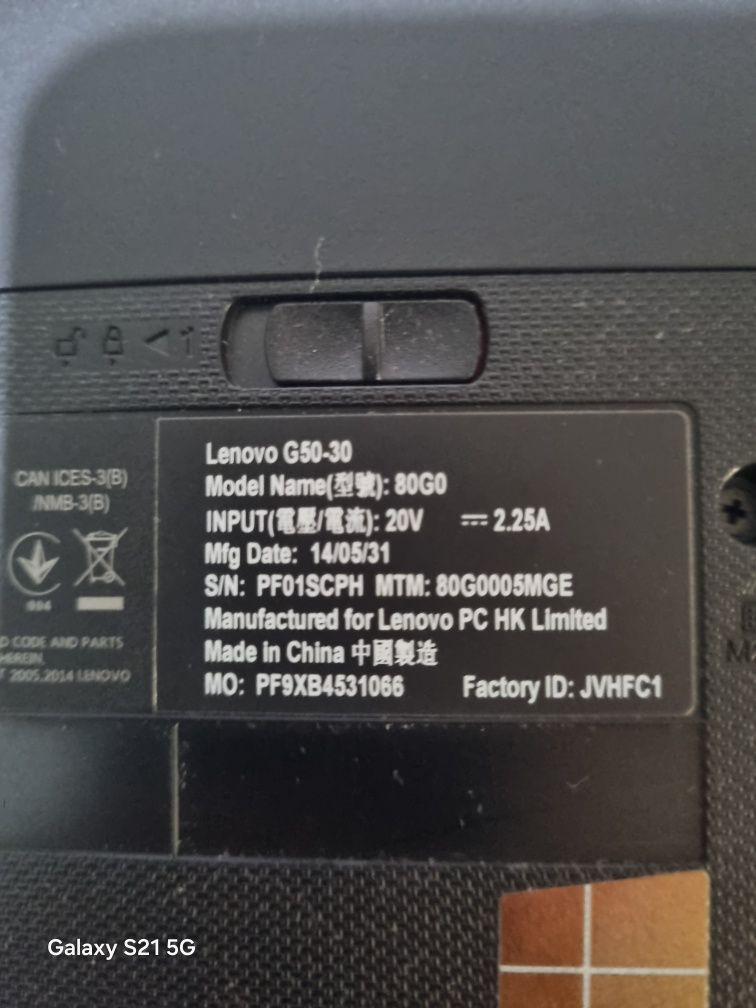 CAN ICES-3(B)
/NMB-3(B)
D CODE AND PARTS
HEREIN.
T 2005.2014 LENOVO
Lenovo G50-30
Model Name(型號): 80G0
INPUT(電壓/電流): 20V ⎓ 2.25A
Mfg Date: 14/05/31
S/N: PF01SCPH MTM: 80G0005MGE
Manufactured for Lenovo PC HK Limited
Made in China 中國製造
MO: PF9XB4531066 Factory ID: JVHFC1
Galaxy S21 5G